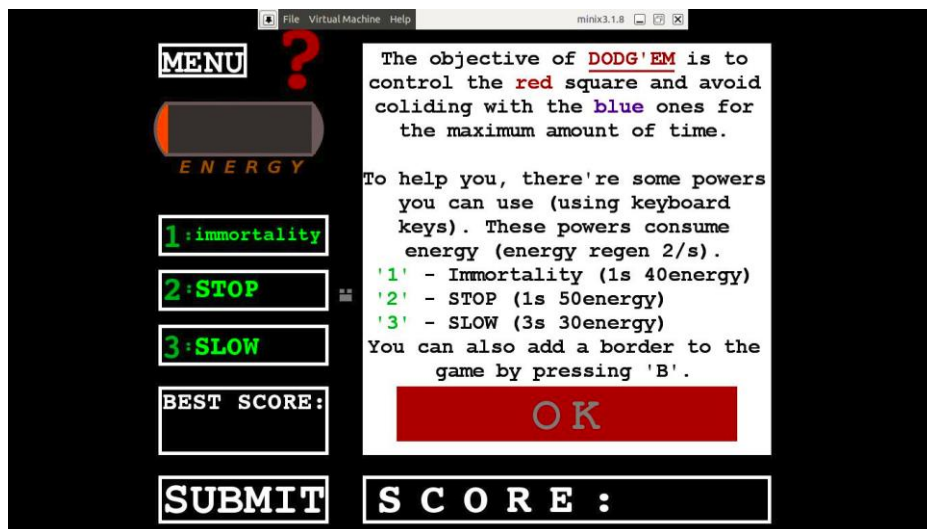 File Virtual Machine Help
minix3.1.8
MENU
?
ENERGY
1:immortality
2:STOP
3:SLOW
BEST SCORE:
SUBMIT
The objective of DODG'EM is to
control the red square and avoid
coliding with the blue ones for
the maximum amount of time.
To help you, there're some powers
you can use (using keyboard
keys). These powers consume
energy (energy regen 2/s).
'1' - Immortality (1s 40energy)
'2' - STOP (1s 50energy)
'3' - SLOW (3s 30energy)
You can also add a border to the
game by pressing 'B'.
OK
SCORE: